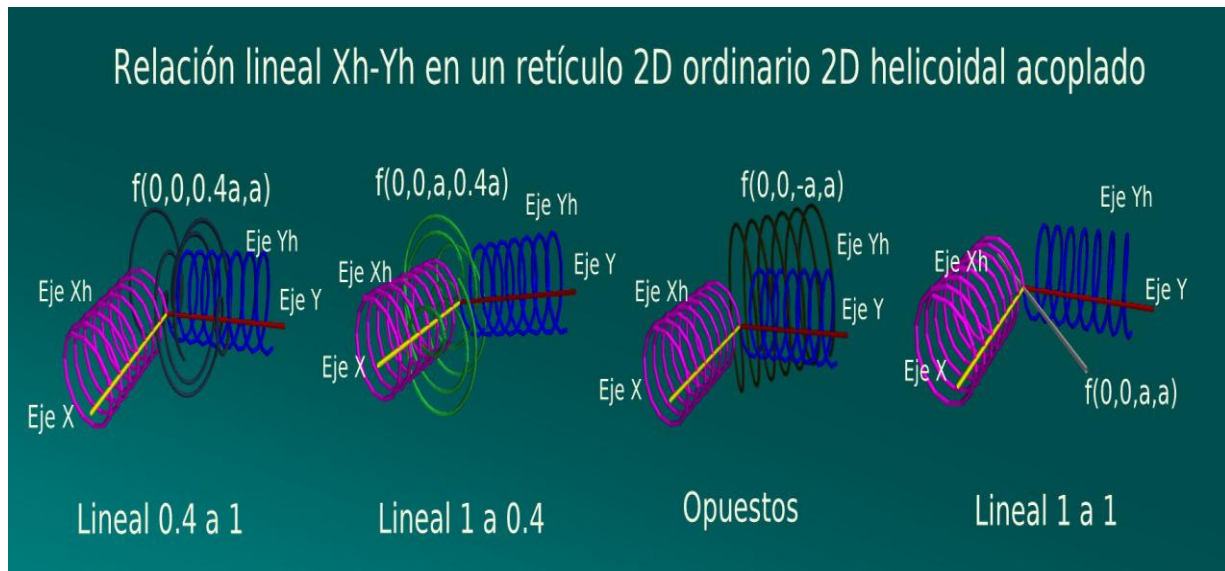 Relación lineal Xh-Yh en un retículo 2D ordinario 2D helicoidal acoplado
f(0,0,0.4a,a)
Eje Yh
Eje Xh
Eje Y
Eje X
Lineal 0.4 a 1
f(0,0,a,0.4a)
Eje Yh
Eje Xh
Eje Y
Eje X
Lineal 1 a 0.4
f(0,0,-a,a)
Eje Yh
Eje Xh
Eje Y
Eje X
Opuestos
Eje Yh
Eje Xh
Eje Y
Eje X
f(0,0,a,a)
Lineal 1 a 1